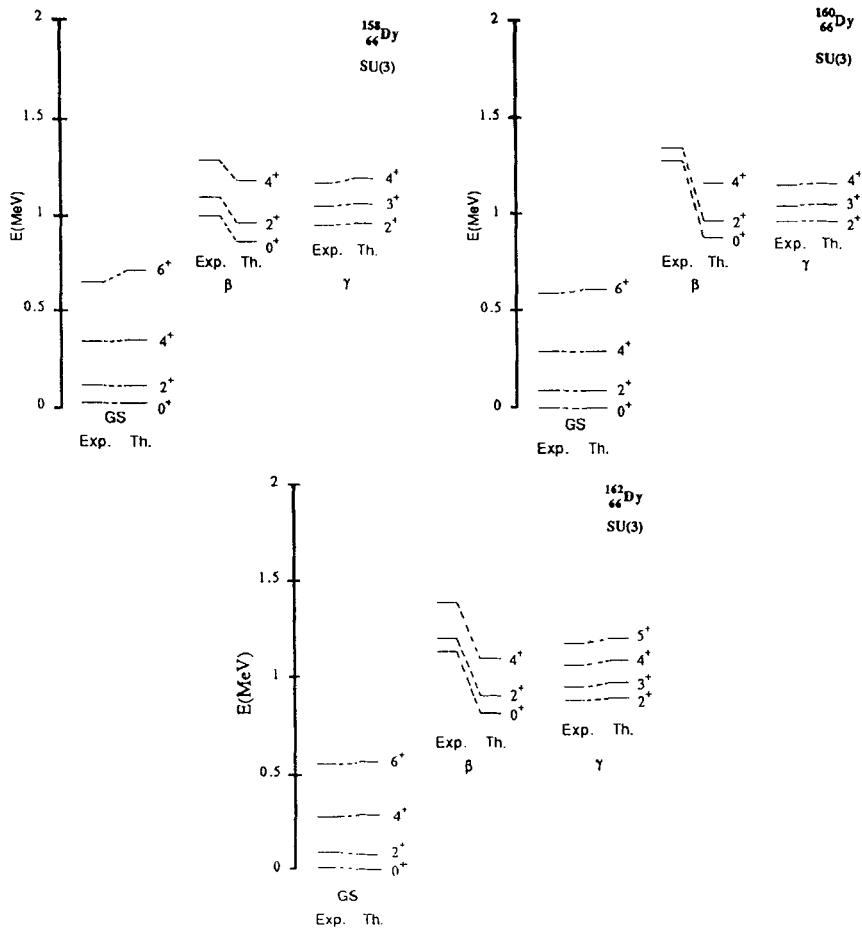 2
158
66Dy
SU(3)
1.5
E(MeV)
1
0.5
0
4+
2+
0+
Exp. Th.
β
4+
3+
2+
Exp. Th.
γ
6+
4+
2+
0+
GS
Exp. Th.
2
160
66Dy
SU(3)
1.5
E(MeV)
1
0.5
0
4+
2+
0+
Exp. Th.
β
4+
3+
2+
Exp. Th.
γ
6+
4+
2+
0+
GS
Exp. Th.
2
162
66Dy
SU(3)
1.5
E(MeV)
1
0.5
0
4+
2+
0+
Exp. Th.
β
5+
4+
3+
2+
Exp. Th.
γ
6+
4+
2+
0+
GS
Exp. Th.